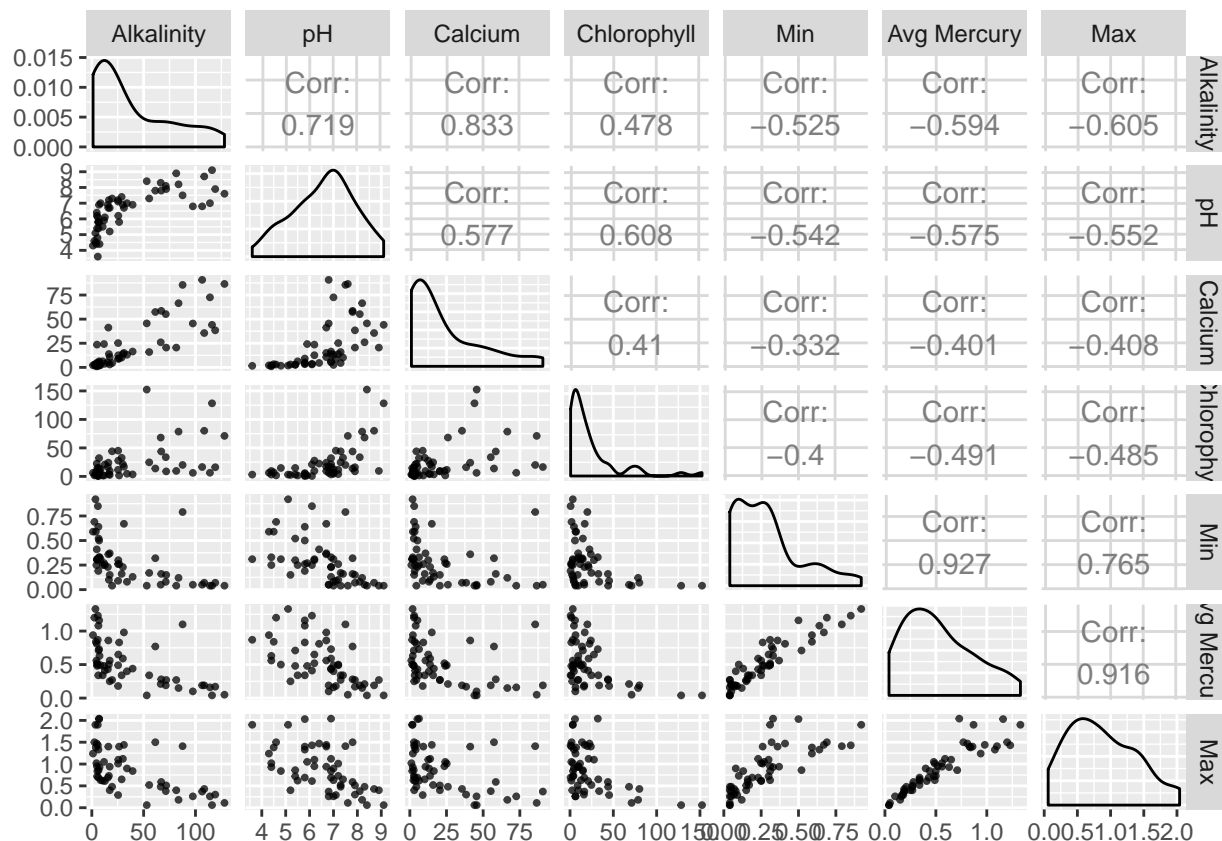 Alkalinity pH Calcium Chlorophyll Min Avg Mercury Max
0.015
0.010
0.005
0.000
Corr: Corr: Corr: Corr: Corr: Corr:
0.719 0.833 0.478 −0.525 −0.594 −0.605
Alkalinity
9
8
7
6
5
4
Corr: Corr: Corr: Corr: Corr:
0.577 0.608 −0.542 −0.575 −0.552
pH
75
50
25
0
Corr: Corr: Corr: Corr:
0.41 −0.332 −0.401 −0.408
Calcium
150
100
50
0
Corr: Corr: Corr:
−0.4 −0.491 −0.485
hlorophy
0.75
0.50
0.25
0.00
Corr: Corr:
0.927 0.765
Min
1.0
0.5
0.0
Corr:
0.916
vg Mercu
2.0
1.5
1.0
0.5
0.0
Max
0 50 100 4 5 6 7 8 9 0 25 50 75 0 50 100 150 0.00 0.25 0.50 0.75 0.0 0.5 1.0 0.0 0.5 1.0 1.5 2.0